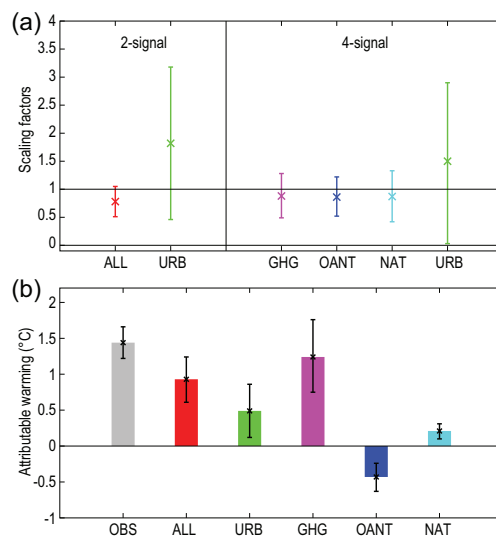 (a)
2-signal 4-signal
Scaling factors
4
3.5
3
2.5
2
1.5
1
0.5
0
ALL URB GHG OANT NAT URB
(b)
Attributable warming (°C)
2
1.5
1
0.5
0
-0.5
-1
OBS ALL URB GHG OANT NAT